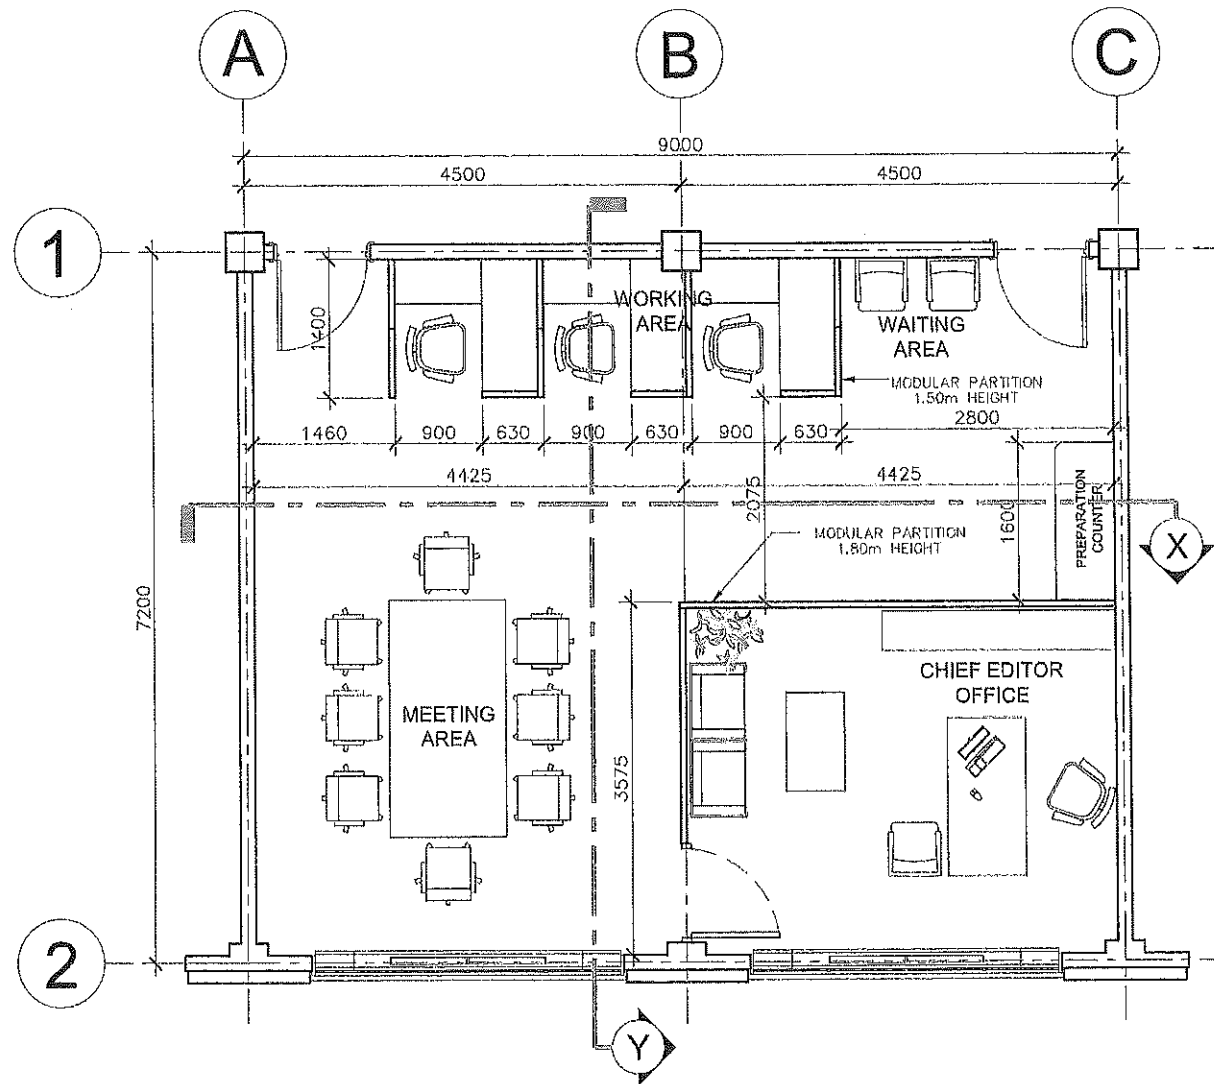 A
B
C
9000
4500
4500
1
WORKING
AREA
WAITING
AREA
1400
MODULAR PARTITION
1.50m HEIGHT
2800
1460
900
630
900
630
900
630
4425
4425
2075
1600
PREPARATION
COUNTER
MODULAR PARTITION
1.80m HEIGHT
X
7200
CHIEF EDITOR
OFFICE
MEETING
AREA
3575
2
Y